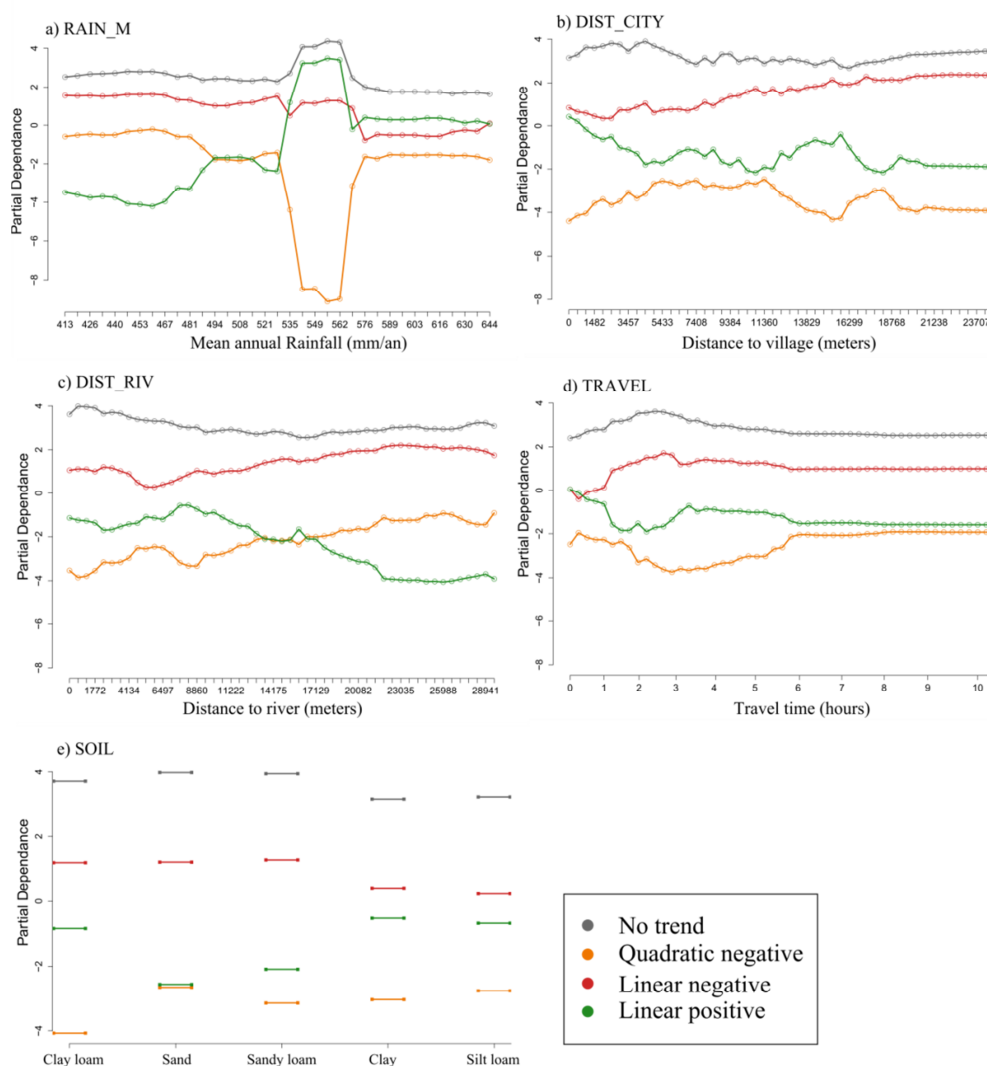 a) RAIN_M
Partial Dependance
4
2
0
-2
-4
-6
-8
413 426 440 453 467 481 494 508 521 535 549 562 576 589 603 616 630 644
Mean annual Rainfall (mm/an)
b) DIST_CITY
Partial Dependance
4
2
0
-2
-4
-6
-8
0 1482 3457 5433 7408 9384 11360 13829 16299 18768 21238 23707
Distance to village (meters)
c) DIST_RIV
Partial Dependance
4
2
0
-2
-4
-6
-8
0 1772 4134 6497 8860 11222 14175 17129 20082 23035 25988 28941
Distance to river (meters)
d) TRAVEL
Partial Dependance
4
2
0
-2
-4
-6
-8
0 1 2 3 4 5 6 7 8 9 10
Travel time (hours)
e) SOIL
Partial Dependance
4
2
0
-2
-4
Clay loam Sand Sandy loam Clay Silt loam
No trend
Quadratic negative
Linear negative
Linear positive